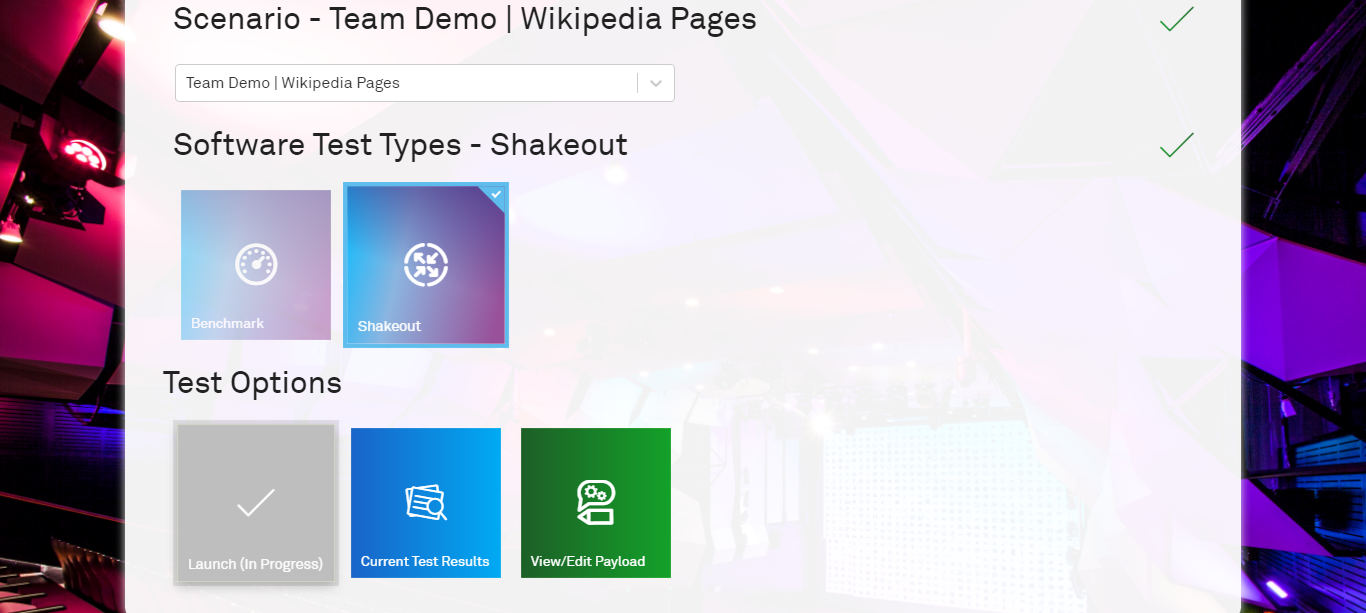 Scenario - Team Demo | Wikipedia Pages
Team Demo | Wikipedia Pages
Software Test Types - Shakeout
Benchmark
Shakeout
Test Options
Launch (In Progress)
Current Test Results
View/Edit Payload